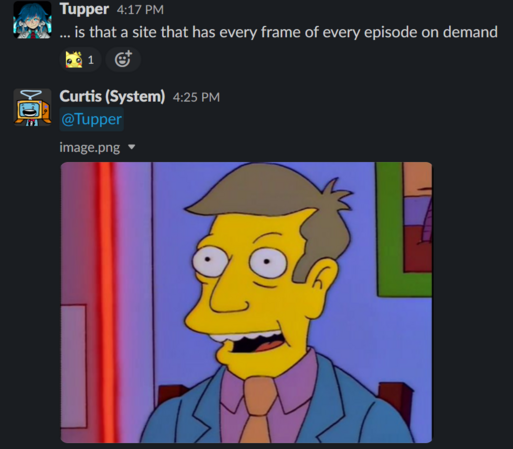 Tupper 4:17 PM
... is that a site that has every frame of every episode on demand
1
Curtis (System) 4:25 PM
@Tupper
image.png